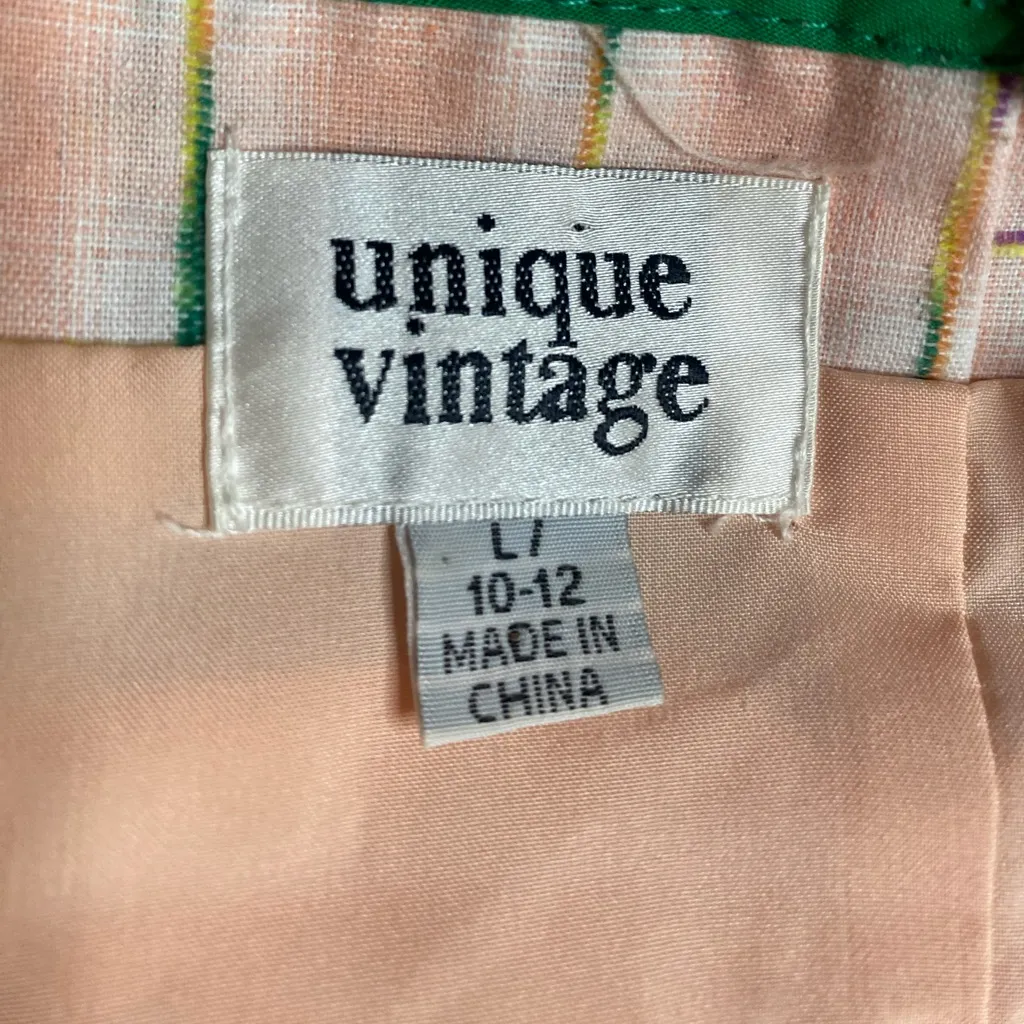 unique
vintage
L /
10-12
MADE IN
CHINA